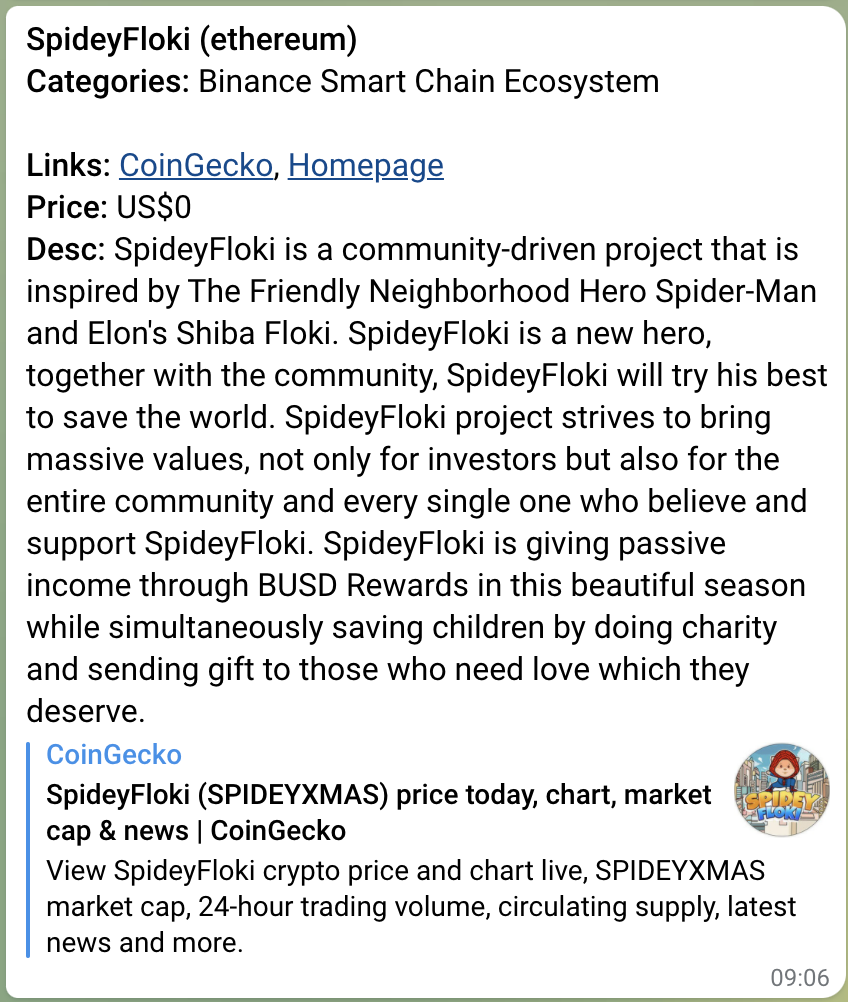 SpideyFloki (ethereum)
Categories: Binance Smart Chain Ecosystem
Links: CoinGecko, Homepage
Price: US$0
Desc: SpideyFloki is a community-driven project that is
inspired by The Friendly Neighborhood Hero Spider-Man
and Elon's Shiba Floki. SpideyFloki is a new hero,
together with the community, SpideyFloki will try his best
to save the world. SpideyFloki project strives to bring
massive values, not only for investors but also for the
entire community and every single one who believe and
support SpideyFloki. SpideyFloki is giving passive
income through BUSD Rewards in this beautiful season
while simultaneously saving children by doing charity
and sending gift to those who need love which they
deserve.
CoinGecko
SpideyFloki (SPIDEYXMAS) price today, chart, market
cap & news | CoinGecko
View SpideyFloki crypto price and chart live, SPIDEYXMAS
market cap, 24-hour trading volume, circulating supply, latest
news and more.
SPIDEY
FLOKI
09:06